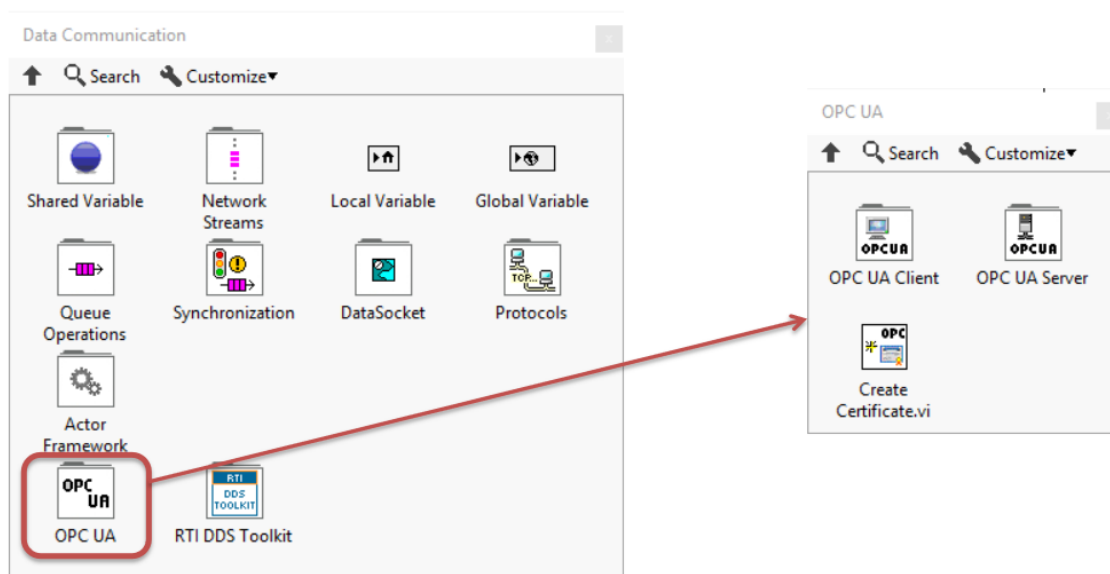 Data Communication
Search Customize
Shared Variable
Network
Streams
Local Variable
Global Variable
Queue
Operations
Synchronization
DataSocket
TCP...
Protocols
Actor
Framework
OPC
UA
OPC UA
RTI
DDS
TOOLKIT
RTI DDS Toolkit
OPC UA
Search Customize
OPCUA
OPC UA Client
OPCUA
OPC UA Server
OPC
Create
Certificate.vi